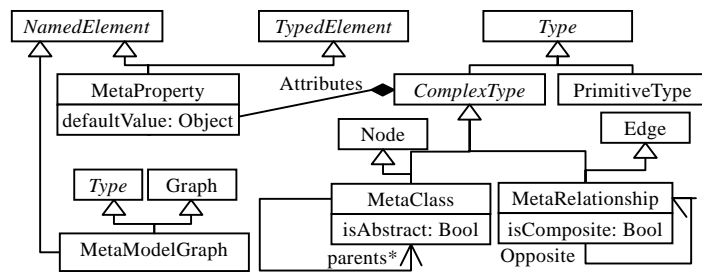 NamedElement
TypedElement
Type
MetaProperty
defaultValue: Object
Attributes
ComplexType
PrimitiveType
Node
Edge
Type
Graph
MetaClass
isAbstract: Bool
MetaRelationship
isComposite: Bool
MetaModelGraph
parents*
Opposite